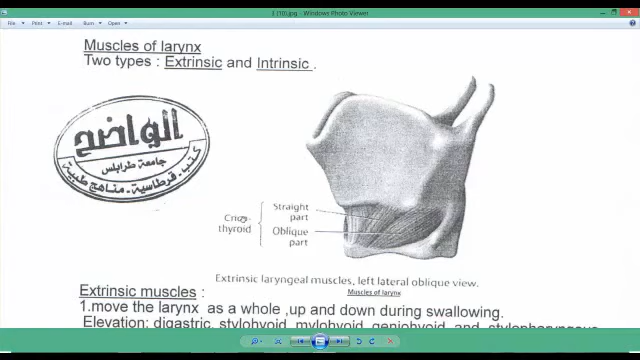 3 (10).jpg - Windows Photo Viewer
File Print E-mail Burn Open
Muscles of larynx
Two types : Extrinsic and Intrinsic .
الواضح
جامعة طرابلس
كتب - قرطاسية - مناهج طبية
Straight
part
Crico-
thyroid
Oblique
part
Extrinsic laryngeal muscles, left lateral oblique view.
Muscles of larynx
Extrinsic muscles :
1.move the larynx as a whole ,up and down during swallowing.
Elevation: digastric, stylohyoid, mylohyoid, geniohyoid, and stylopharyngeus